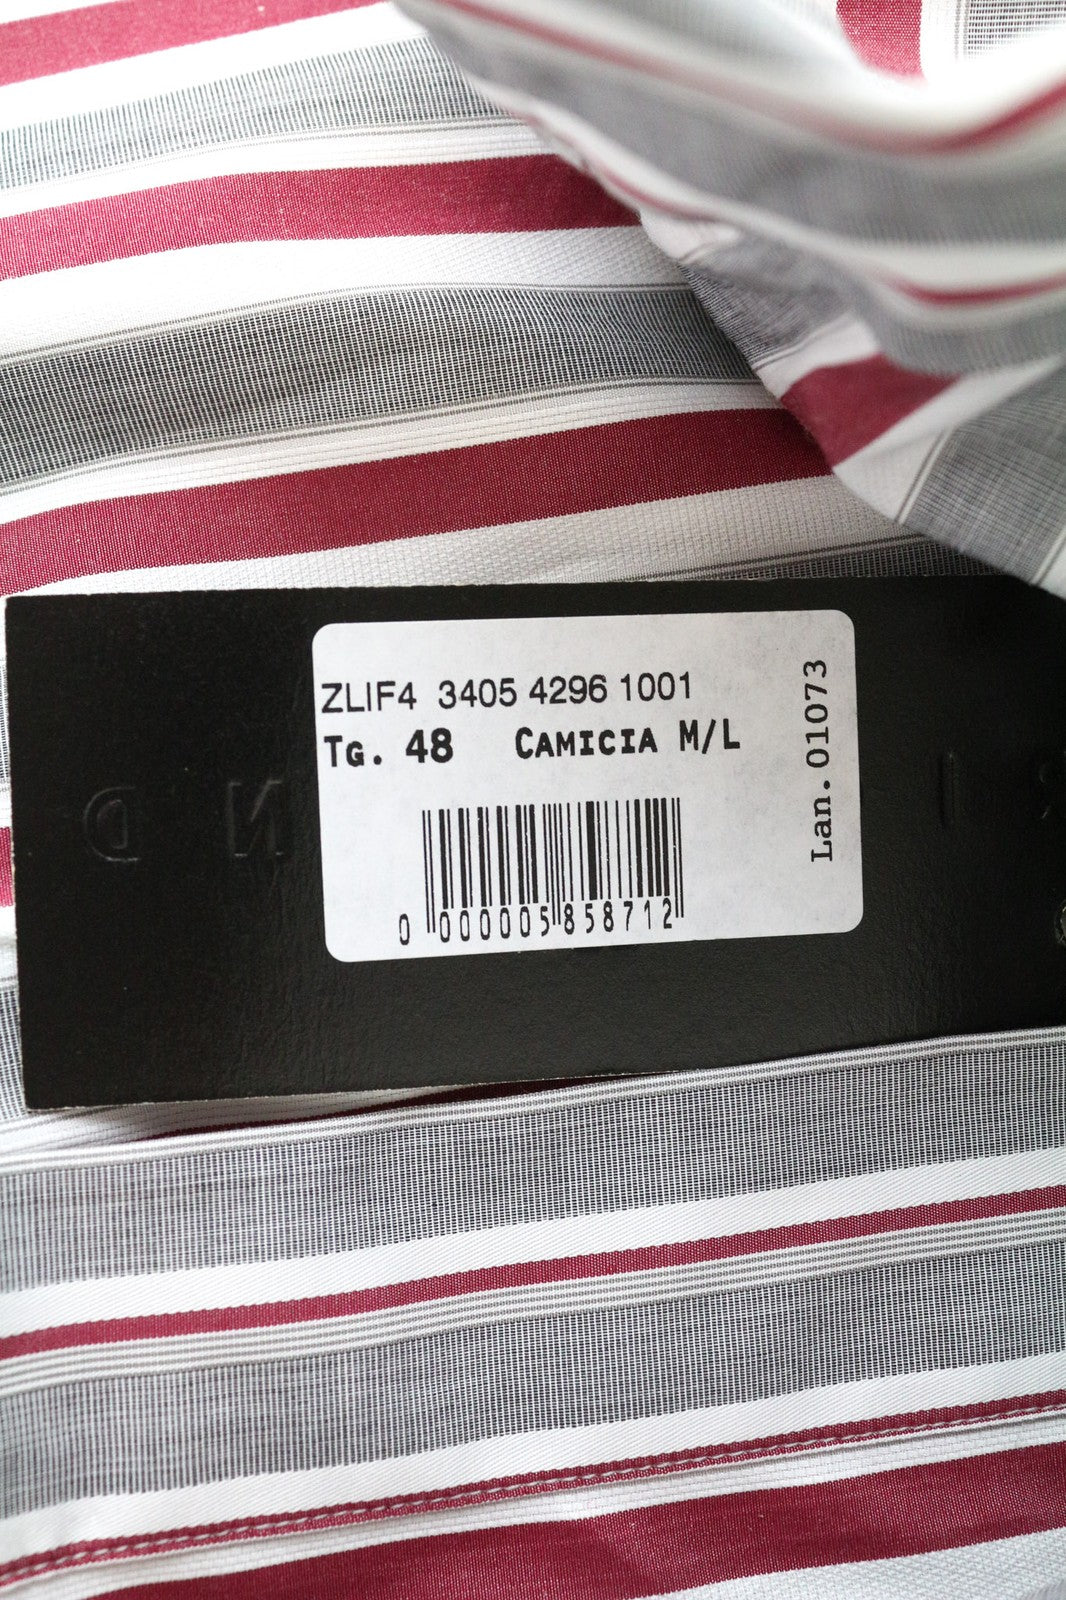 ZLIF4 3405 4296 1001
Tg. 48 CAMICIA M/L
Lan. 01073
0 000005 858712
N D